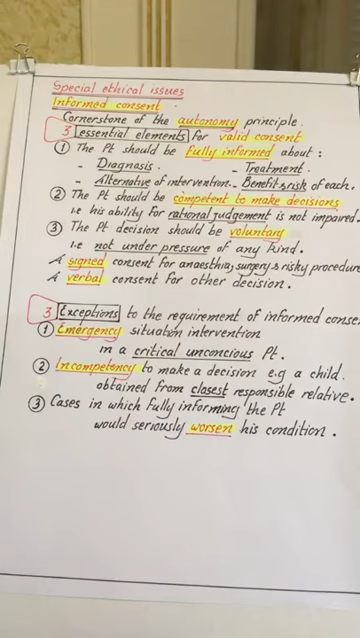 Special ethical issues
Informed consent
Cornerstone of the autonomy principle.
3 essential elements for valid consent
① The Pt should be fully informed about :
- Diagnosis. - Treatment.
- Alternative of intervention. - Benefit & risk of each.
② The Pt should be competent to make decisions
i.e his ability for rational judgement is not impaired.
③ The Pt decision should be voluntary
i.e not under pressure of any kind.
A signed consent for anaesthia, surgery & risky procedure
A verbal consent for other decision.
3 Exceptions to the requirement of informed conse
① Emergency situation intervention
in a critical unconcious Pt.
② Incompetency to make a decision e.g a child.
obtained from closest responsible relative.
③ Cases in which fully informing the Pt
would seriously worsen his condition.